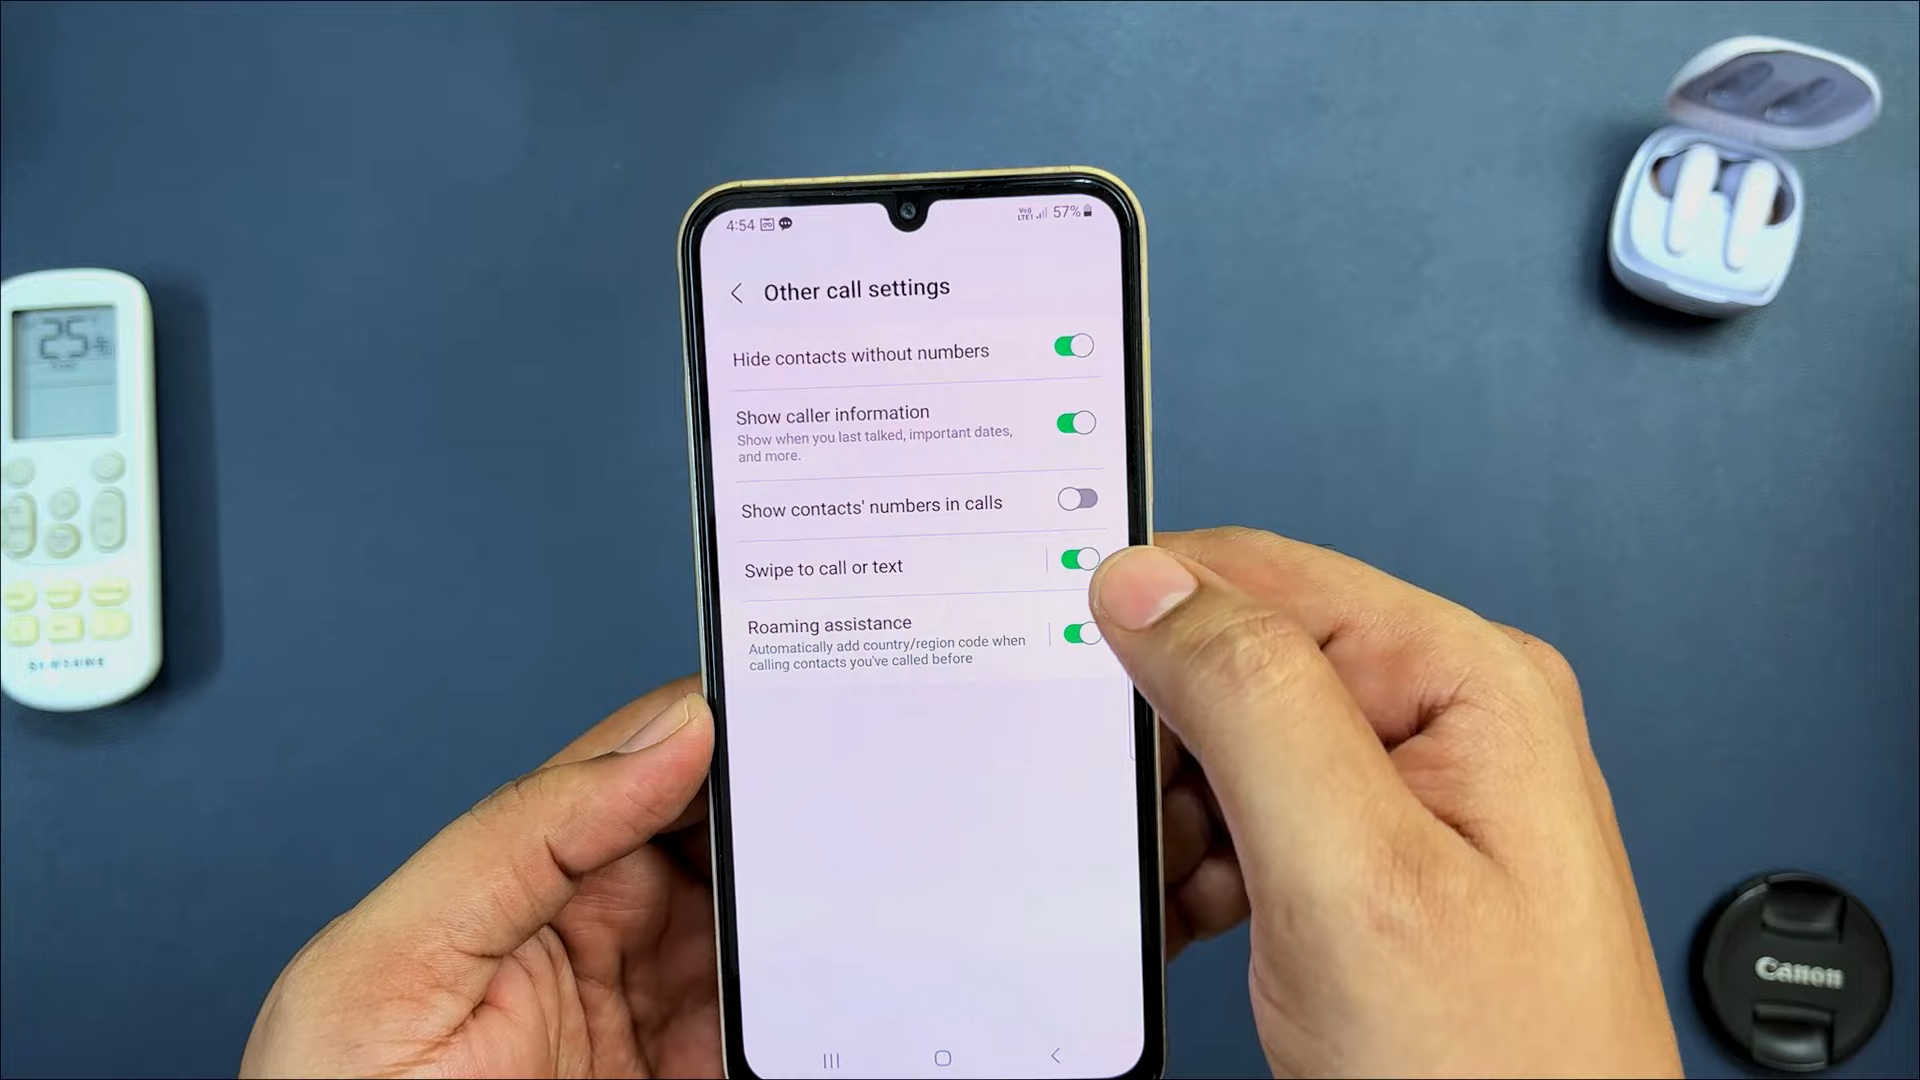 4:54
57%
Other call settings
Hide contacts without numbers
Show caller information
Show when you last talked, important dates,
and more.
Show contacts' numbers in calls
Swipe to call or text
Roaming assistance
Automatically add country/region code when
calling contacts you've called before
25
SAMSUNG
Canon